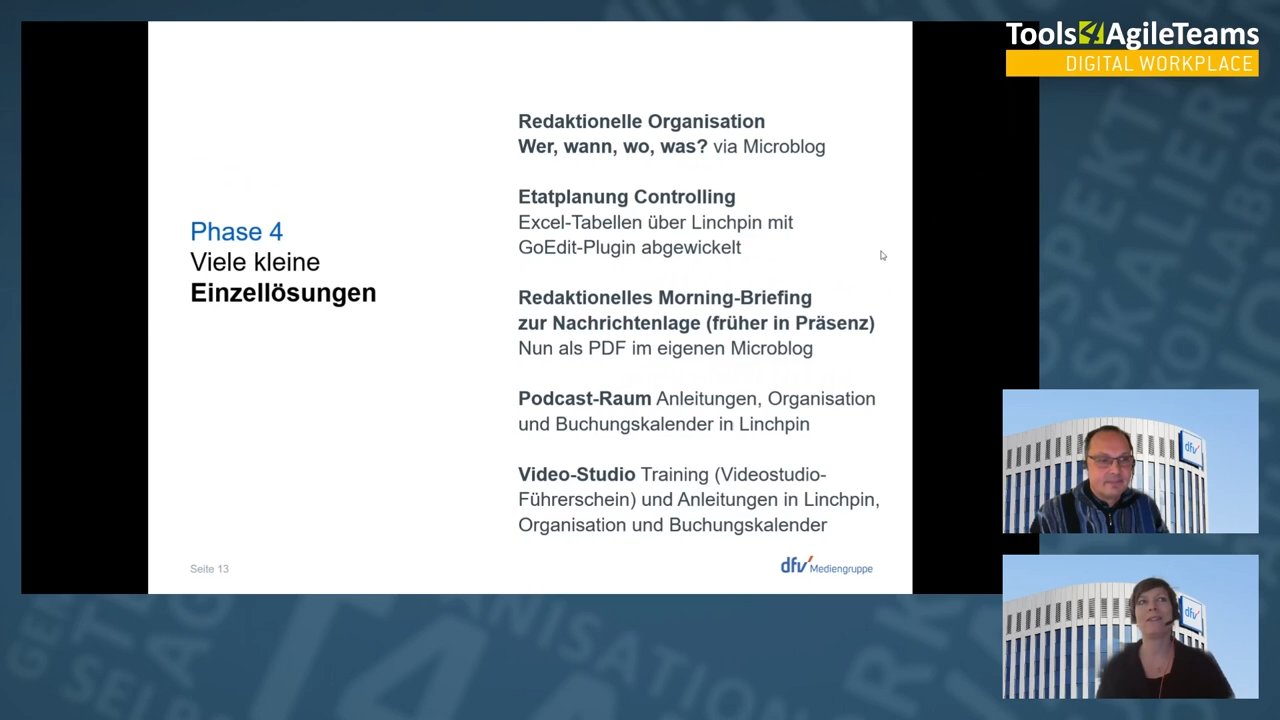 Tools4AgileTeams
DIGITAL WORKPLACE
Phase 4
Viele kleine
Einzellösungen
Redaktionelle Organisation
Wer, wann, wo, was? via Microblog
Etatplanung Controlling
Excel-Tabellen über Linchpin mit
GoEdit-Plugin abgewickelt
Redaktionelles Morning-Briefing
zur Nachrichtenlage (früher in Präsenz)
Nun als PDF im eigenen Microblog
Podcast-Raum Anleitungen, Organisation
und Buchungskalender in Linchpin
Video-Studio Training (Videostudio-
Führerschein) und Anleitungen in Linchpin,
Organisation und Buchungskalender
Seite 13
dfv Mediengruppe
dfv
dfv